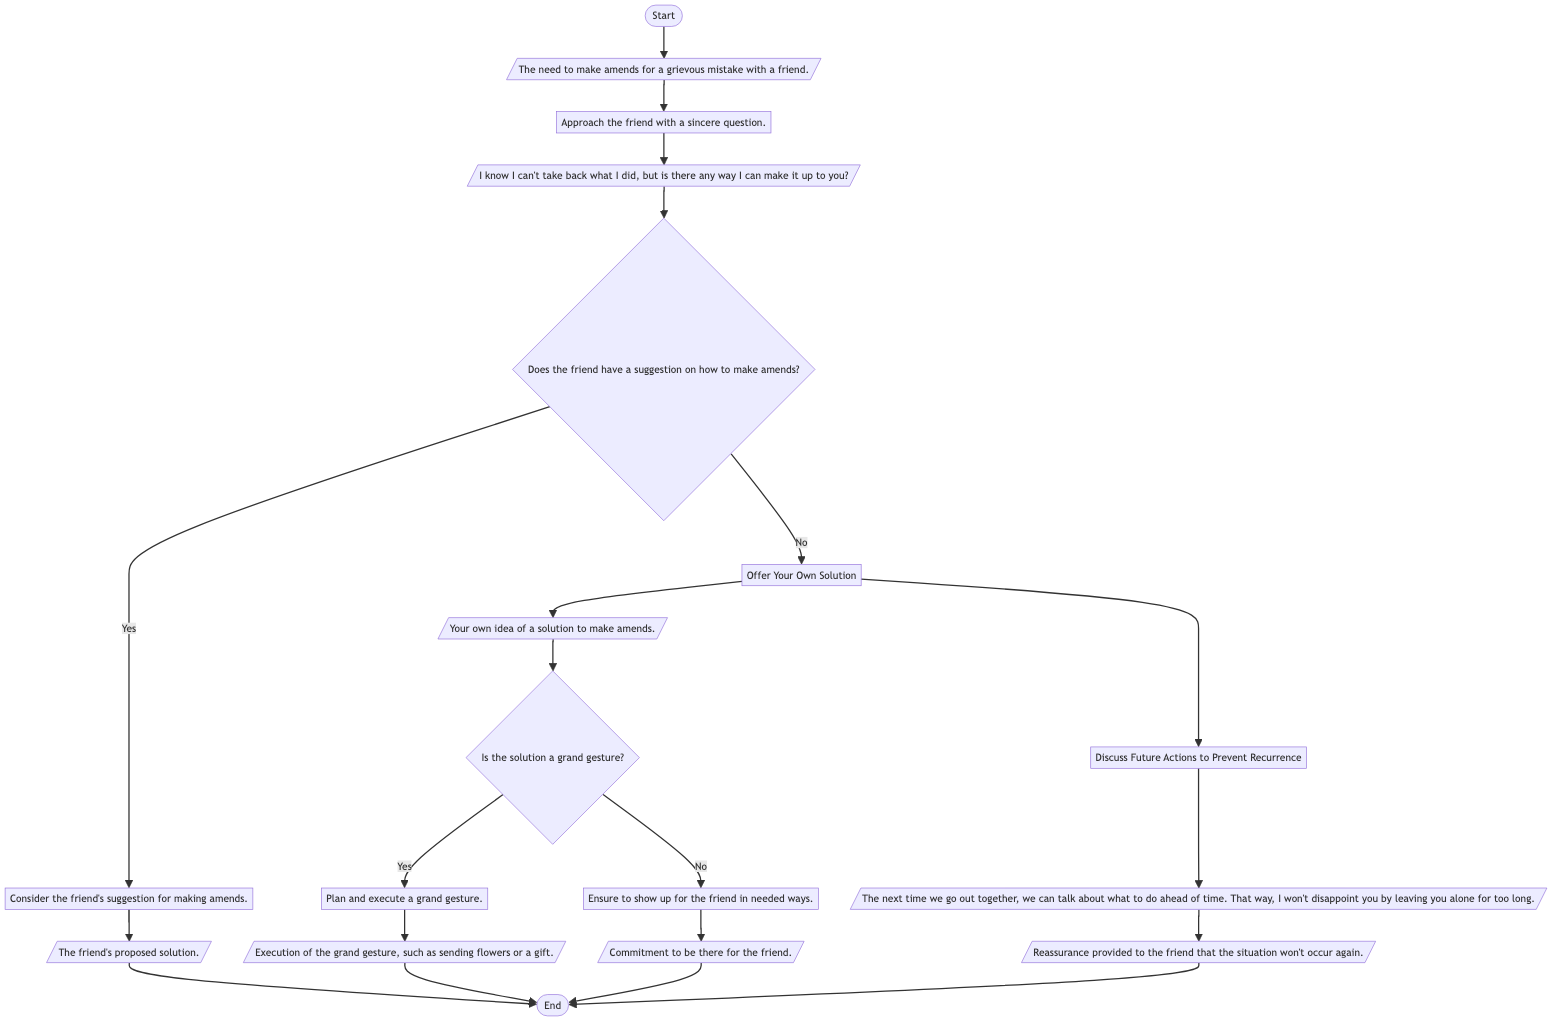 Start
The need to make amends for a grievous mistake with a friend.
Approach the friend with a sincere question.
I know I can't take back what I did, but is there any way I can make it up to you?
Does the friend have a suggestion on how to make amends?
No
Offer Your Own Solution
Yes
Your own idea of a solution to make amends.
Is the solution a grand gesture?
Discuss Future Actions to Prevent Recurrence
Yes
No
Consider the friend's suggestion for making amends.
Plan and execute a grand gesture.
Ensure to show up for the friend in needed ways.
The next time we go out together, we can talk about what to do ahead of time. That way, I won't disappoint you by leaving you alone for too long.
The friend's proposed solution.
Execution of the grand gesture, such as sending flowers or a gift.
Commitment to be there for the friend.
Reassurance provided to the friend that the situation won't occur again.
End